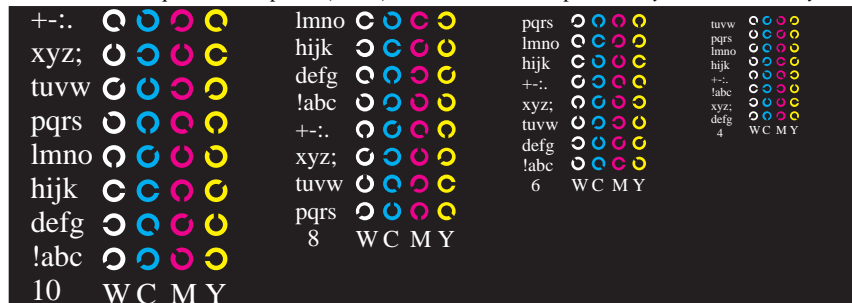 +-:.
xyz;
tuvw
pqrs
lmno
hijk
defg
!abc
10 W C M Y
lmno
hijk
defg
!abc
+-:.
xyz;
tuvw
pqrs
8 W C M Y
pqrs
lmno
hijk
+-:.
xyz;
tuvw
defg
!abc
6 W C M Y
tuvw
pqrs
lmno
hijk
+-:.
!abc
xyz;
defg
4 W C M Y